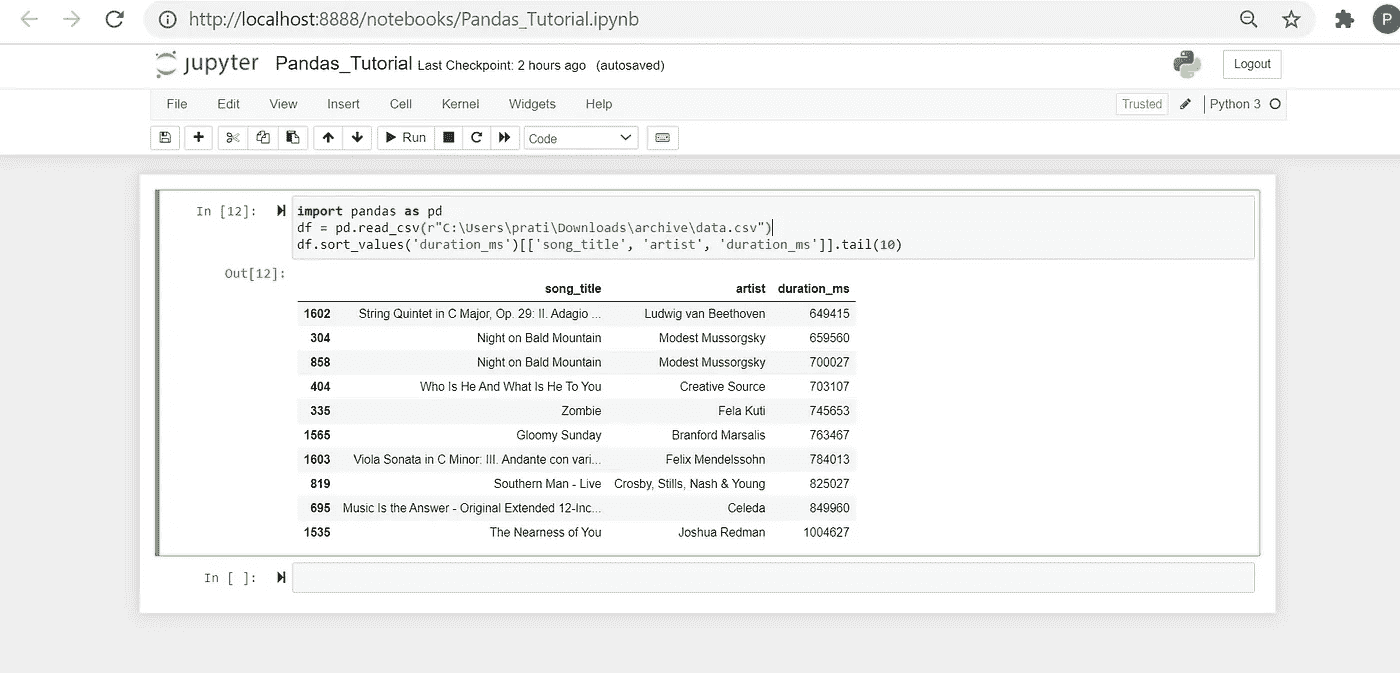 http://localhost:8888/notebooks/Pandas_Tutorial.ipynb
P
jupyter Pandas_Tutorial Last Checkpoint: 2 hours ago (autosaved)
Logout
File Edit View Insert Cell Kernel Widgets Help
Trusted Python 3
Run Code
In [12]: import pandas as pd
df = pd.read_csv(r"C:\Users\prati\Downloads\archive\data.csv")
df.sort_values('duration_ms')[['song_title', 'artist', 'duration_ms']].tail(10)
Out[12]:
song_title artist duration_ms
1602 String Quintet in C Major, Op. 29: II. Adagio ... Ludwig van Beethoven 649415
304 Night on Bald Mountain Modest Mussorgsky 659560
858 Night on Bald Mountain Modest Mussorgsky 700027
404 Who Is He And What Is He To You Creative Source 703107
335 Zombie Fela Kuti 745653
1565 Gloomy Sunday Branford Marsalis 763467
1603 Viola Sonata in C Minor: III. Andante con vari... Felix Mendelssohn 784013
819 Southern Man - Live Crosby, Stills, Nash & Young 825027
695 Music Is the Answer - Original Extended 12-Inc... Celeda 849960
1535 The Nearness of You Joshua Redman 1004627
In [ ]: